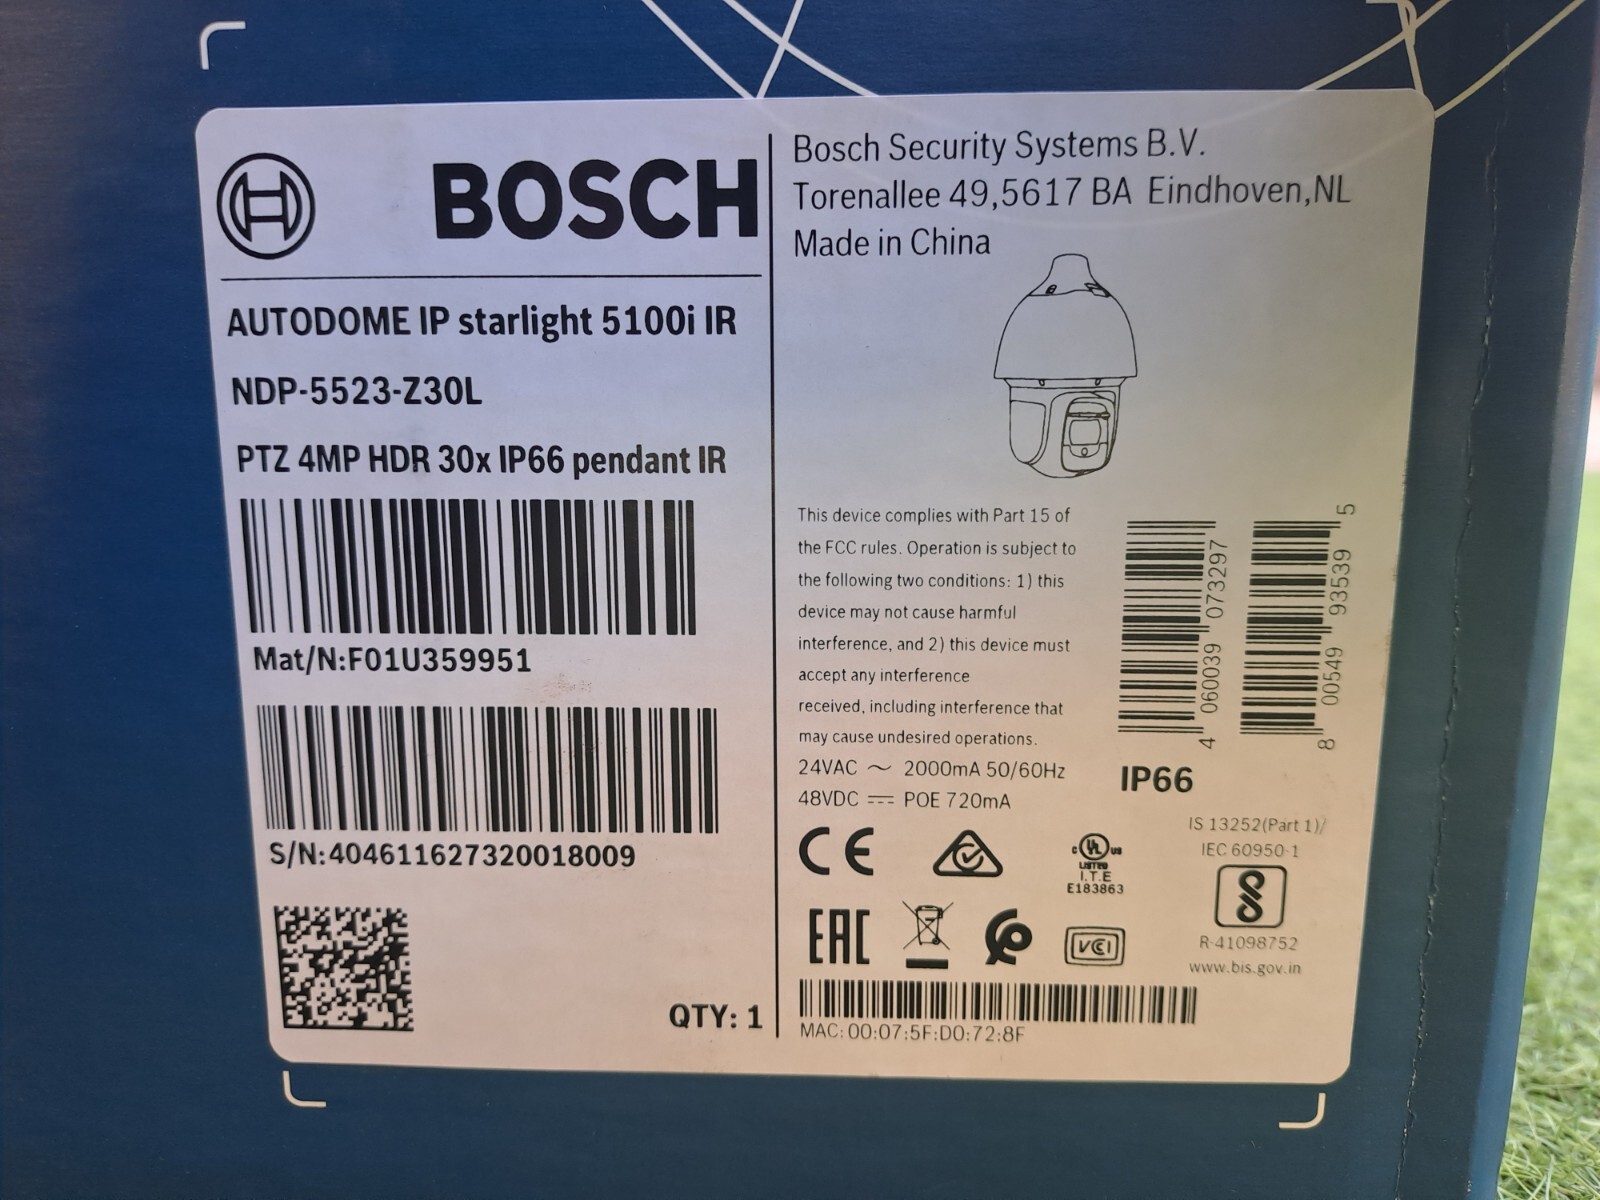 BOSCH
AUTODOME IP starlight 5100i IR
NDP-5523-Z30L
PTZ 4MP HDR 30x IP66 pendant IR
Mat/N:F01U359951
S/N:404611627320018009
QTY: 1
Bosch Security Systems B.V.
Torenallee 49,5617 BA Eindhoven,NL
Made in China
This device complies with Part 15 of
the FCC rules. Operation is subject to
the following two conditions: 1) this
device may not cause harmful
interference, and 2) this device must
accept any interference
received, including interference that
may cause undesired operations.
24VAC ~ 2000mA 50/60Hz
48VDC ⎓ POE 720mA
4 060039 073297
8 00549 93539 5
IP66
CE
c UL us
LISTED
I.T.E
E183863
IS 13252(Part 1)/
IEC 60950-1
R-41098752
www.bis.gov.in
EAC
VCCI
MAC: 00:07:5F:D0:72:8F